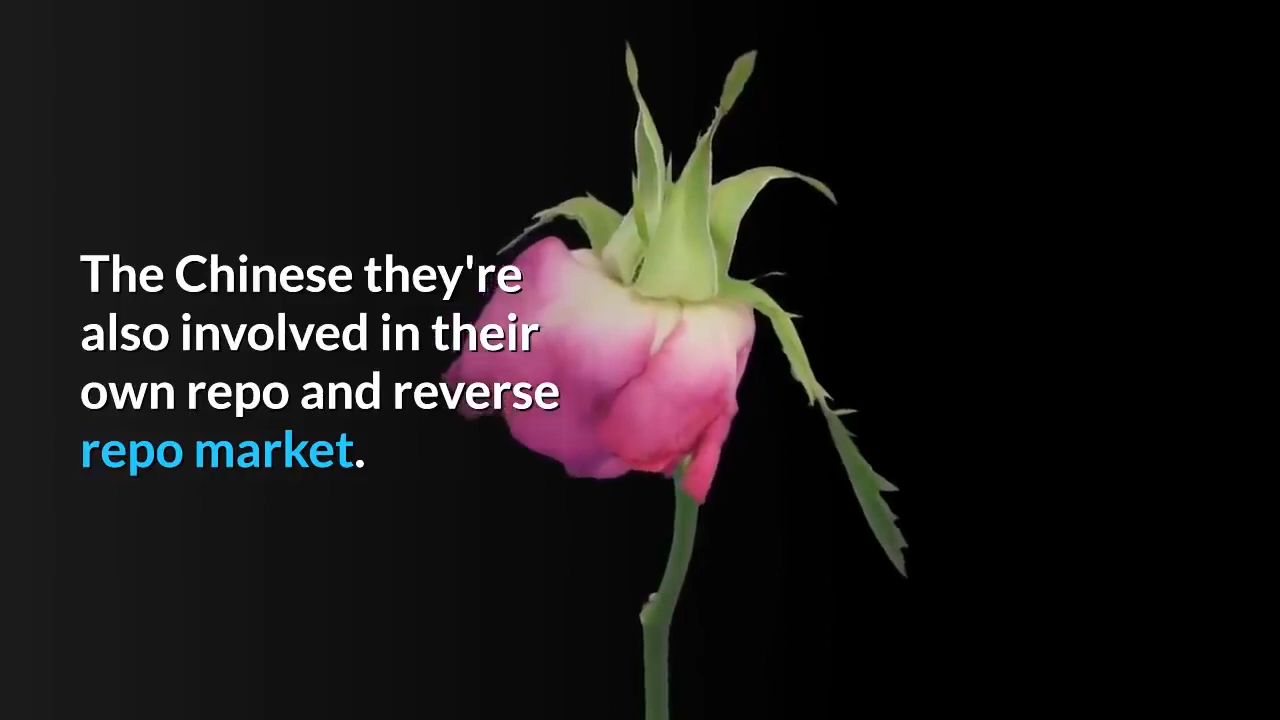 The Chinese they're
also involved in their
own repo and reverse
repo market.